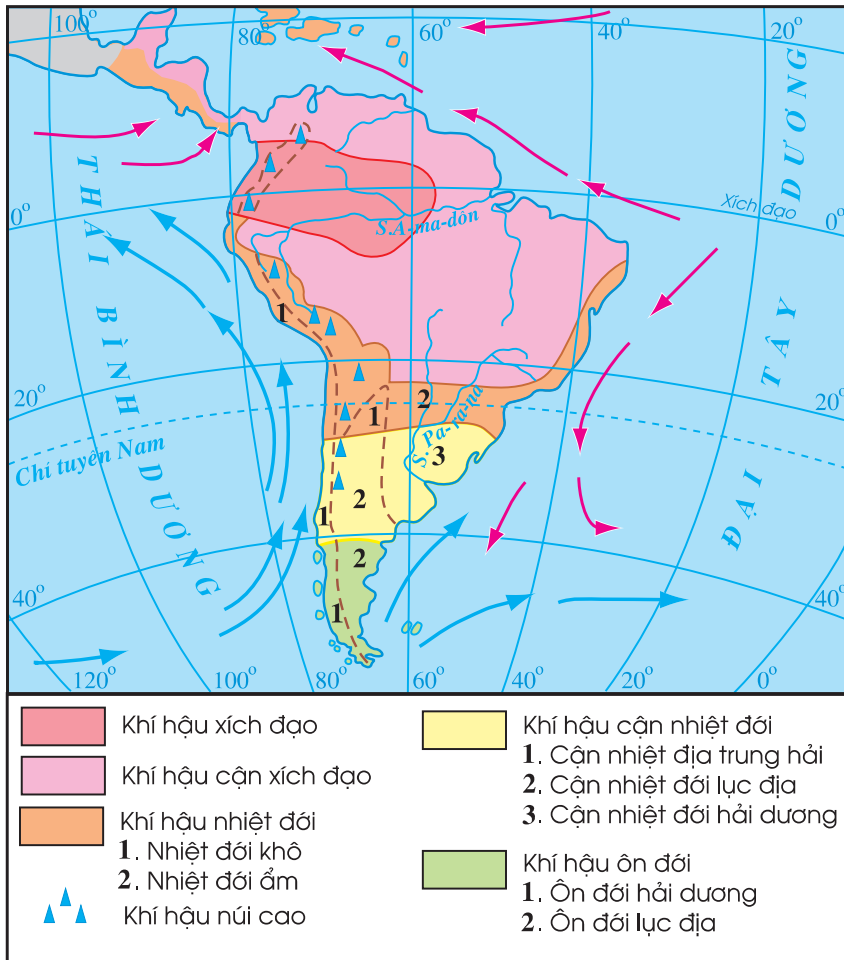 100°
80°
60°
40°
20°
THÁI BÌNH DƯƠNG
ĐẠI TÂY DƯƠNG
Xích đạo
0°
0°
S.A-ma-dôn
1
20°
1
2
S. Pa-ra-na
20°
Chí tuyến Nam
3
2
1
2
40°
1
40°
120°
100°
80°
60°
40°
20°
0°
Khí hậu xích đạo
Khí hậu cận xích đạo
Khí hậu nhiệt đới
1. Nhiệt đới khô
2. Nhiệt đới ẩm
Khí hậu núi cao
Khí hậu cận nhiệt đới
1. Cận nhiệt địa trung hải
2. Cận nhiệt đới lục địa
3. Cận nhiệt đới hải dương
Khí hậu ôn đới
1. Ôn đới hải dương
2. Ôn đới lục địa